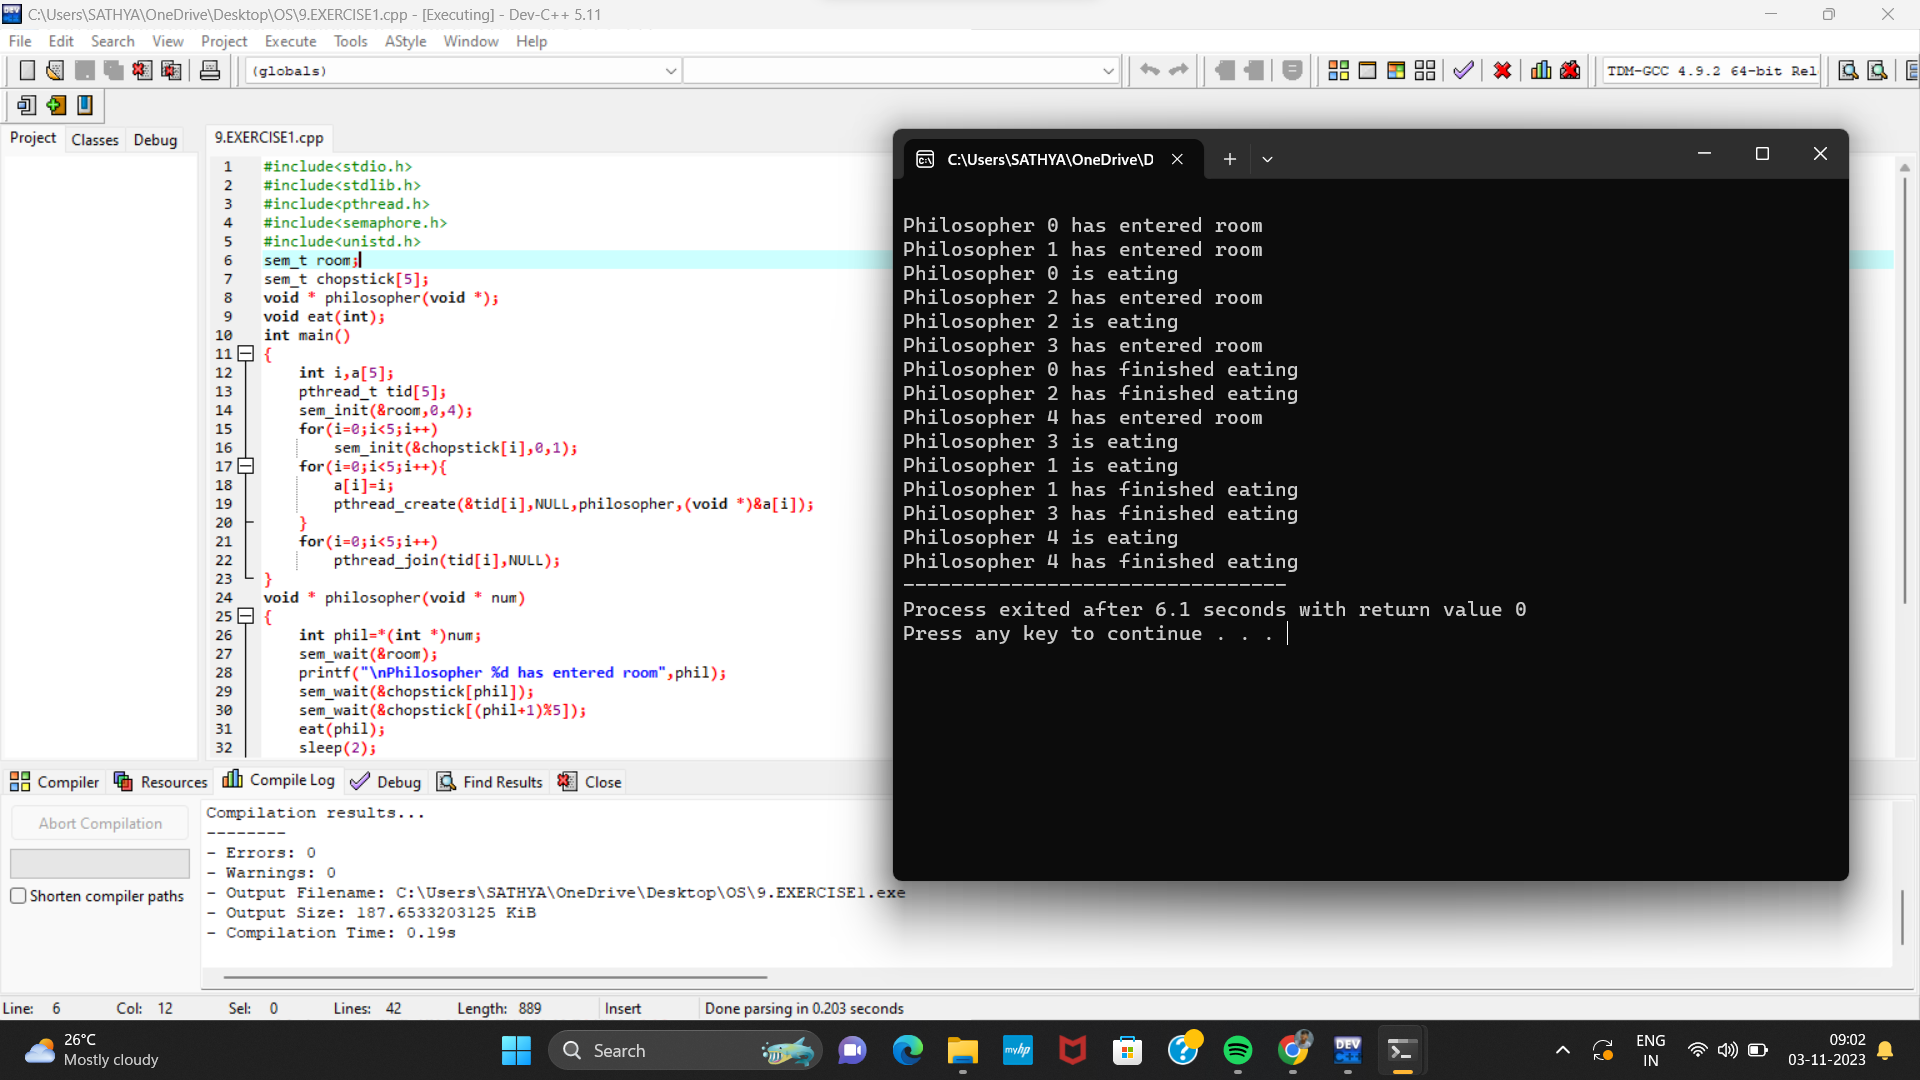 C:\Users\SATHYA\OneDrive\Desktop\OS\9.EXERCISE1.cpp - [Executing] - Dev-C++ 5.11
File Edit Search View Project Execute Tools AStyle Window Help
(globals)
TDM-GCC 4.9.2 64-bit Rel
Project Classes Debug
9.EXERCISE1.cpp
1 #include<stdio.h>
2 #include<stdlib.h>
3 #include<pthread.h>
4 #include<semaphore.h>
5 #include<unistd.h>
6 sem_t room;
7 sem_t chopstick[5];
8 void * philosopher(void *);
9 void eat(int);
10 int main()
11 {
12 int i,a[5];
13 pthread_t tid[5];
14 sem_init(&room,0,4);
15 for(i=0;i<5;i++)
16 sem_init(&chopstick[i],0,1);
17 for(i=0;i<5;i++){
18 a[i]=i;
19 pthread_create(&tid[i],NULL,philosopher,(void *)&a[i]);
20 }
21 for(i=0;i<5;i++)
22 pthread_join(tid[i],NULL);
23 }
24 void * philosopher(void * num)
25 {
26 int phil=*(int *)num;
27 sem_wait(&room);
28 printf("\nPhilosopher %d has entered room",phil);
29 sem_wait(&chopstick[phil]);
30 sem_wait(&chopstick[(phil+1)%5]);
31 eat(phil);
32 sleep(2);
C:\Users\SATHYA\OneDrive\D
Philosopher 0 has entered room
Philosopher 1 has entered room
Philosopher 0 is eating
Philosopher 2 has entered room
Philosopher 2 is eating
Philosopher 3 has entered room
Philosopher 0 has finished eating
Philosopher 2 has finished eating
Philosopher 4 has entered room
Philosopher 3 is eating
Philosopher 1 is eating
Philosopher 1 has finished eating
Philosopher 3 has finished eating
Philosopher 4 is eating
Philosopher 4 has finished eating
--------------------------------
Process exited after 6.1 seconds with return value 0
Press any key to continue . . .
Compiler Resources Compile Log Debug Find Results Close
Abort Compilation
Shorten compiler paths
Compilation results...
--------
- Errors: 0
- Warnings: 0
- Output Filename: C:\Users\SATHYA\OneDrive\Desktop\OS\9.EXERCISE1.exe
- Output Size: 187.6533203125 KiB
- Compilation Time: 0.19s
Line: 6 Col: 12 Sel: 0 Lines: 42 Length: 889 Insert Done parsing in 0.203 seconds
26°C
Mostly cloudy
Search
myhp
DEV C++
ENG
IN
09:02
03-11-2023